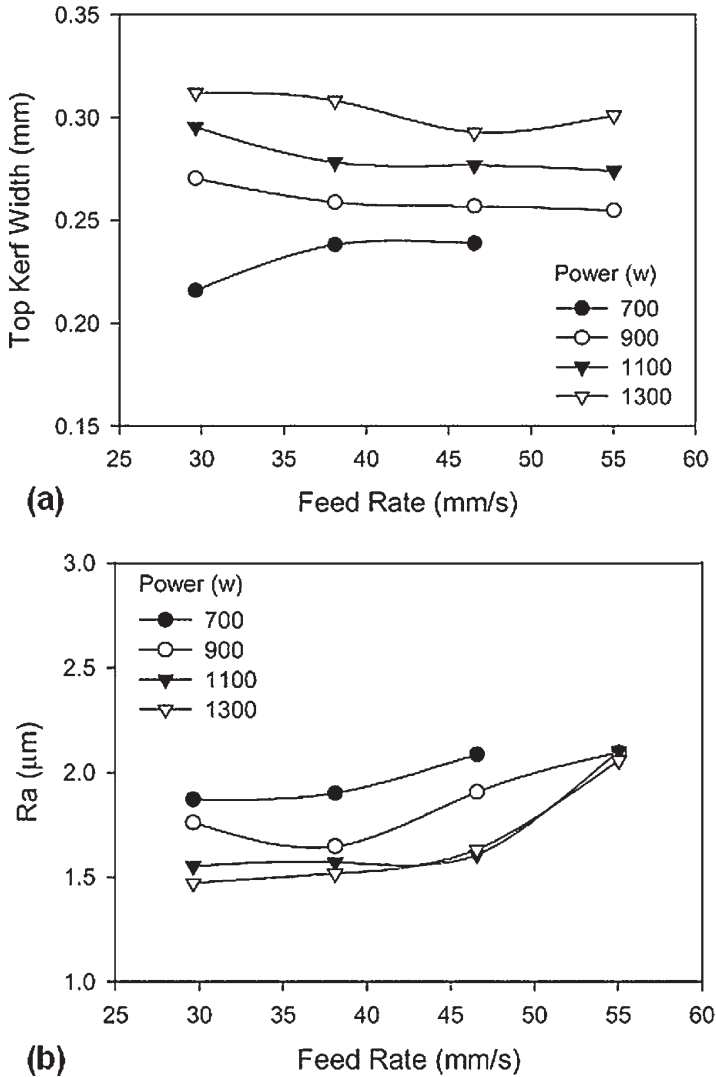 0.35
0.30
0.25
0.20
0.15
Top Kerf Width (mm)
Power (w)
700
900
1100
1300
25 30 35 40 45 50 55 60
(a)
Feed Rate (mm/s)
3.0
2.5
2.0
1.5
1.0
Ra (μm)
Power (w)
700
900
1100
1300
25 30 35 40 45 50 55 60
(b)
Feed Rate (mm/s)